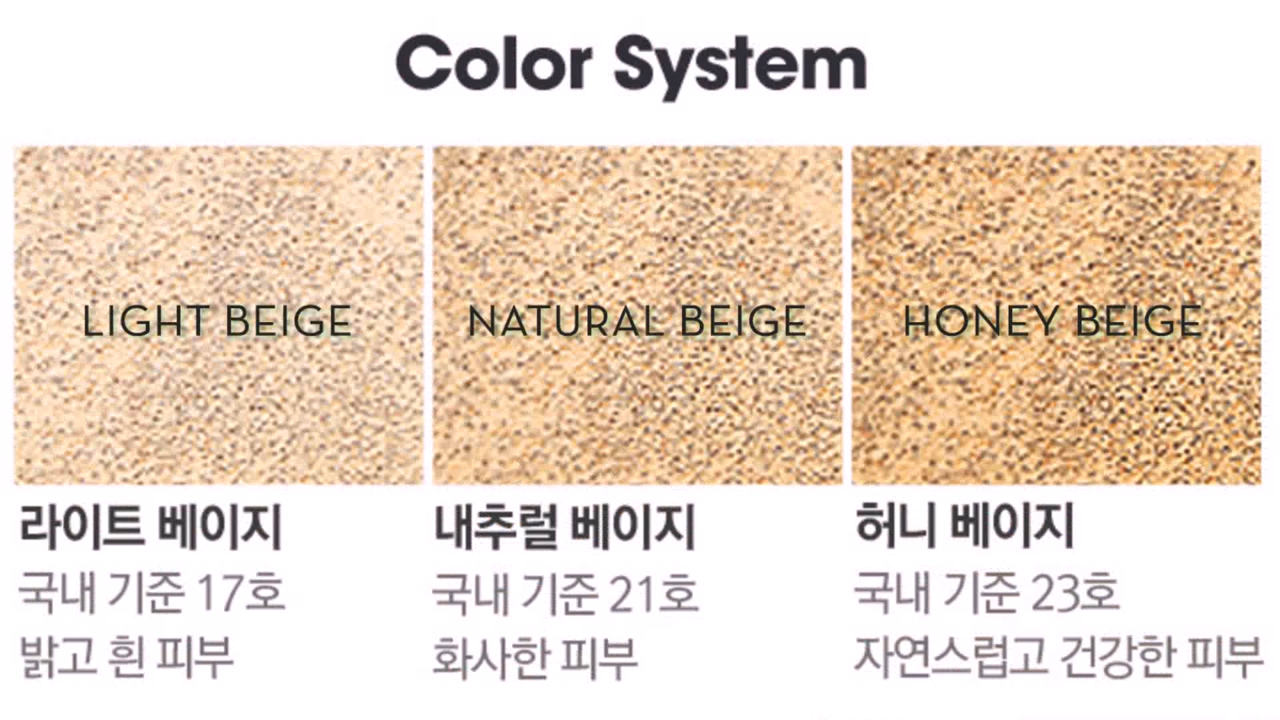 Color System
LIGHT BEIGE
NATURAL BEIGE
HONEY BEIGE
라이트 베이지
국내 기준 17호
밝고 흰 피부
내추럴 베이지
국내 기준 21호
화사한 피부
허니 베이지
국내 기준 23호
자연스럽고 건강한 피부